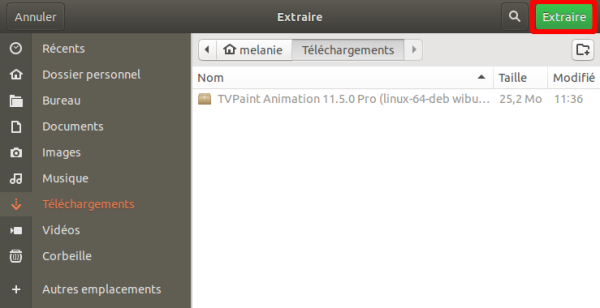 Annuler Extraire Extraire
Récents
Dossier personnel
Bureau
Documents
Images
Musique
Téléchargements
Vidéos
Corbeille
Autres emplacements
melanie Téléchargements
Nom Taille Modifié
TVPaint Animation 11.5.0 Pro (linux-64-deb wibu... 25,2 Mo 11:36